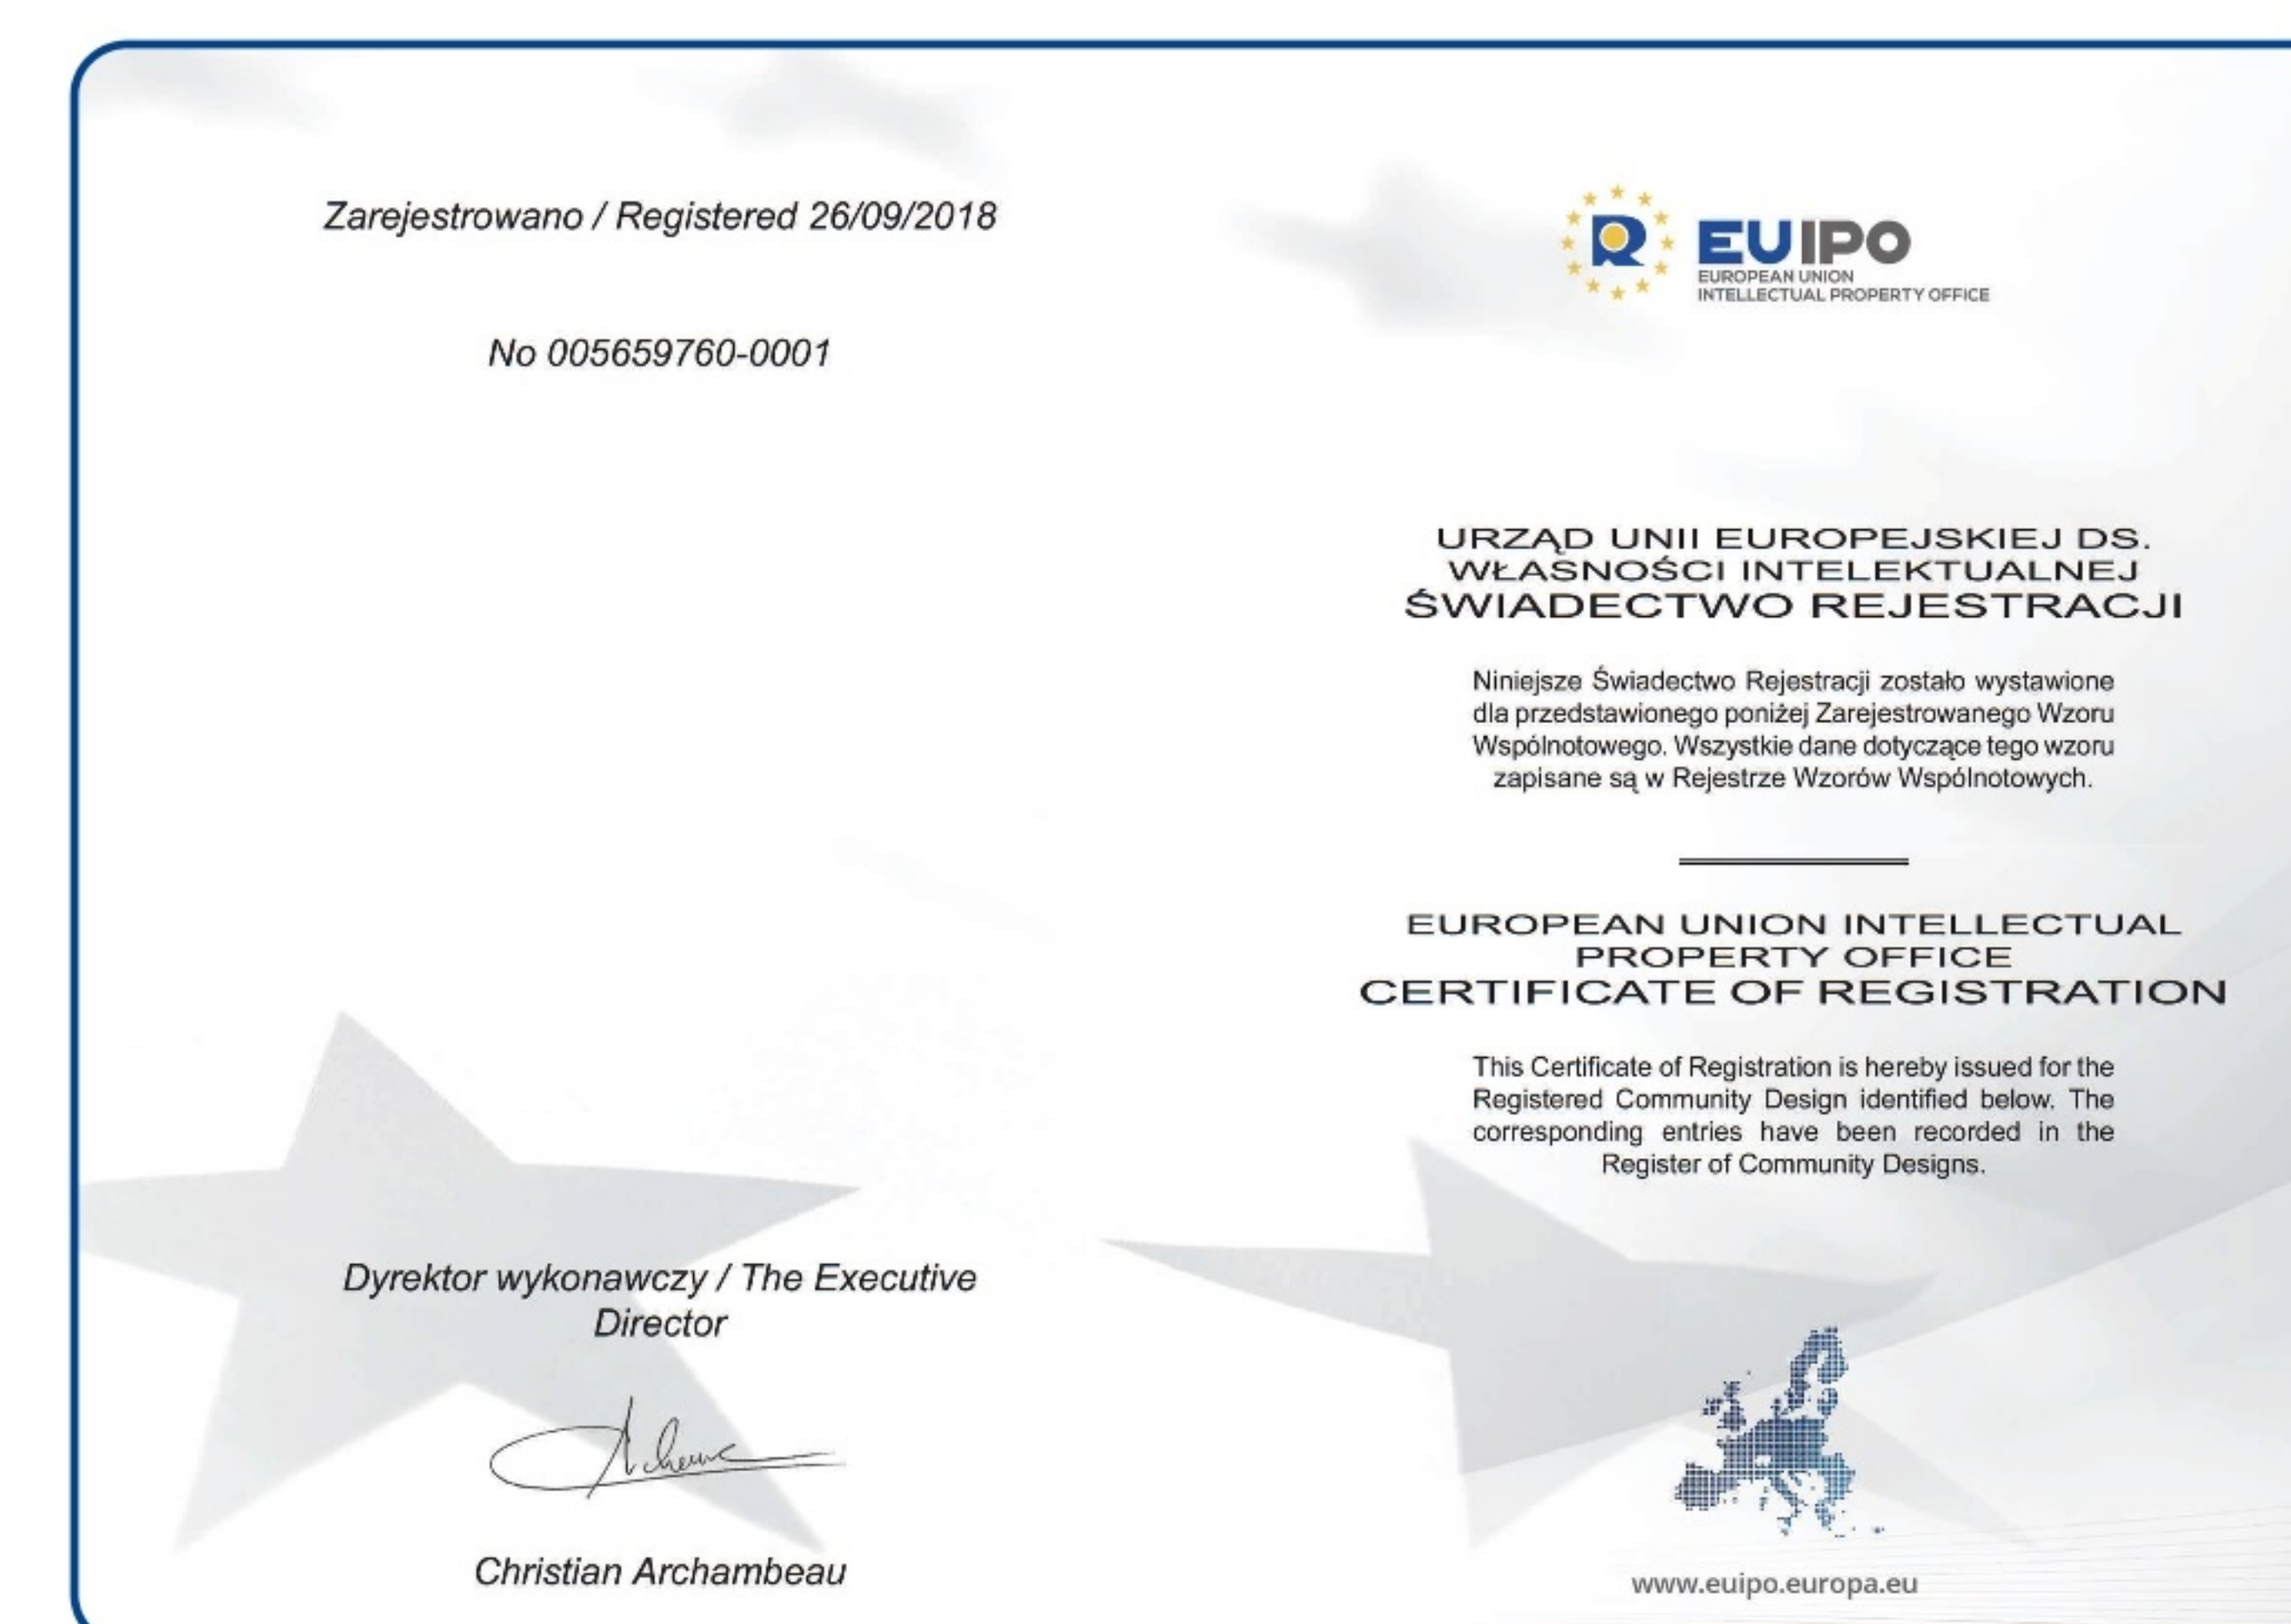 Zarejestrowano / Registered 26/09/2018
No 005659760-0001
Dyrektor wykonawczy / The Executive
Director
Christian Archambeau
EUIPO
EUROPEAN UNION
INTELLECTUAL PROPERTY OFFICE
URZĄD UNII EUROPEJSKIEJ DS.
WŁASNOŚCI INTELEKTUALNEJ
ŚWIADECTWO REJESTRACJI
Niniejsze Świadectwo Rejestracji zostało wystawione
dla przedstawionego poniżej Zarejestrowanego Wzoru
Wspólnotowego. Wszystkie dane dotyczące tego wzoru
zapisane są w Rejestrze Wzorów Wspólnotowych.
EUROPEAN UNION INTELLECTUAL
PROPERTY OFFICE
CERTIFICATE OF REGISTRATION
This Certificate of Registration is hereby issued for the
Registered Community Design identified below. The
corresponding entries have been recorded in the
Register of Community Designs.
www.euipo.europa.eu